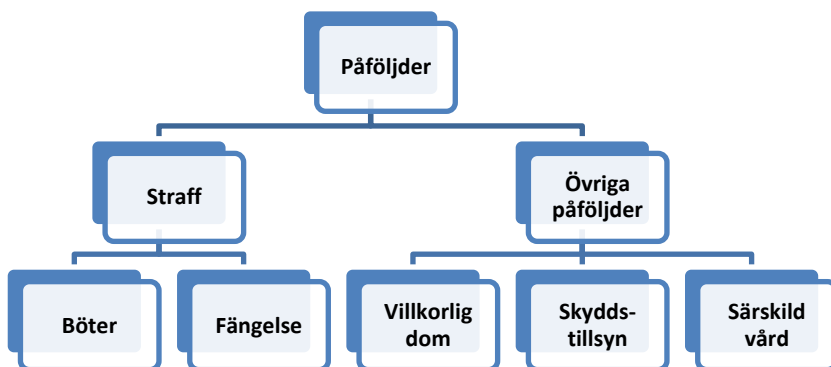 Påföljder
Straff
Övriga
påföljder
Böter
Fängelse
Villkorlig
dom
Skydds-
tillsyn
Särskild
vård